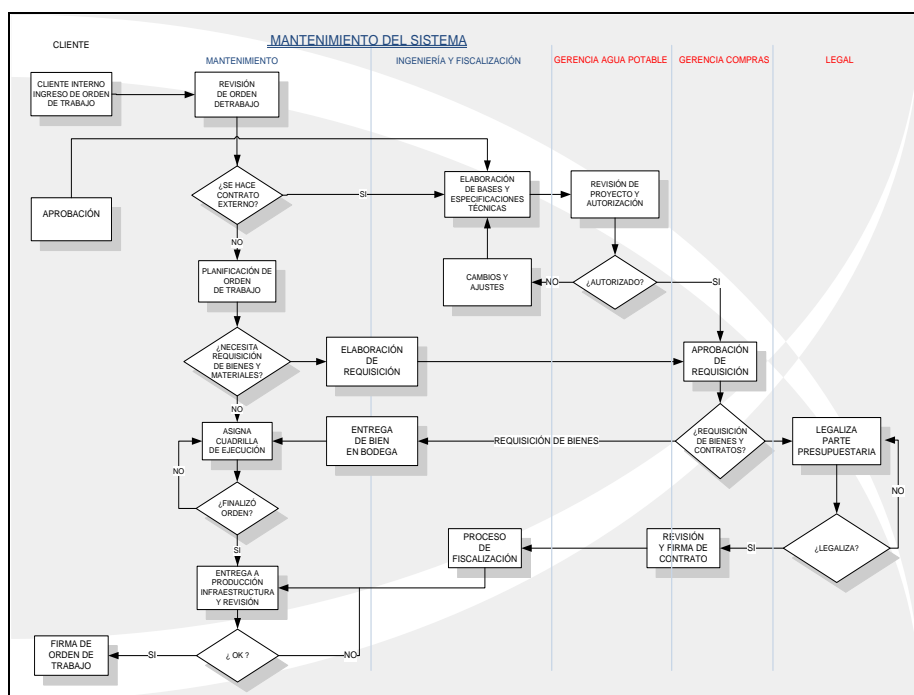 MANTENIMIENTO DEL SISTEMA
CLIENTE
MANTENIMIENTO
INGENIERÍA Y FISCALIZACIÓN
GERENCIA AGUA POTABLE
GERENCIA COMPRAS
LEGAL
CLIENTE INTERNO
INGRESO DE ORDEN
DE TRABAJO
REVISIÓN
DE ORDEN
DETRABAJO
APROBACIÓN
¿SE HACE
CONTRATO
EXTERNO?
SI
ELABORACIÓN
DE BASES Y
ESPECIFICACIONES
TÉCNICAS
REVISIÓN DE
PROYECTO Y
AUTORIZACIÓN
NO
PLANIFICACIÓN DE
ORDEN
DE TRABAJO
CAMBIOS Y
AJUSTES
NO
¿AUTORIZADO?
SI
¿NECESITA
REQUISICIÓN
DE BIENES Y
MATERIALES?
ELABORACIÓN
DE
REQUISICIÓN
APROBACIÓN
DE
REQUISICIÓN
NO
ASIGNA
CUADRILLA
DE EJECUCIÓN
ENTREGA
DE BIEN
EN BODEGA
REQUISICIÓN DE BIENES
¿REQUISICIÓN
DE BIENES Y
CONTRATOS?
LEGALIZA
PARTE
PRESUPUESTARIA
NO
NO
¿FINALIZÓ
ORDEN?
SI
PROCESO
DE
FISCALIZACIÓN
REVISIÓN
Y FIRMA DE
CONTRATO
SI
¿LEGALIZA?
ENTREGA A
PRODUCCIÓN
INFRAESTRUCTURA
Y REVISIÓN
FIRMA DE
ORDEN DE
TRABAJO
SI
¿ OK ?
NO